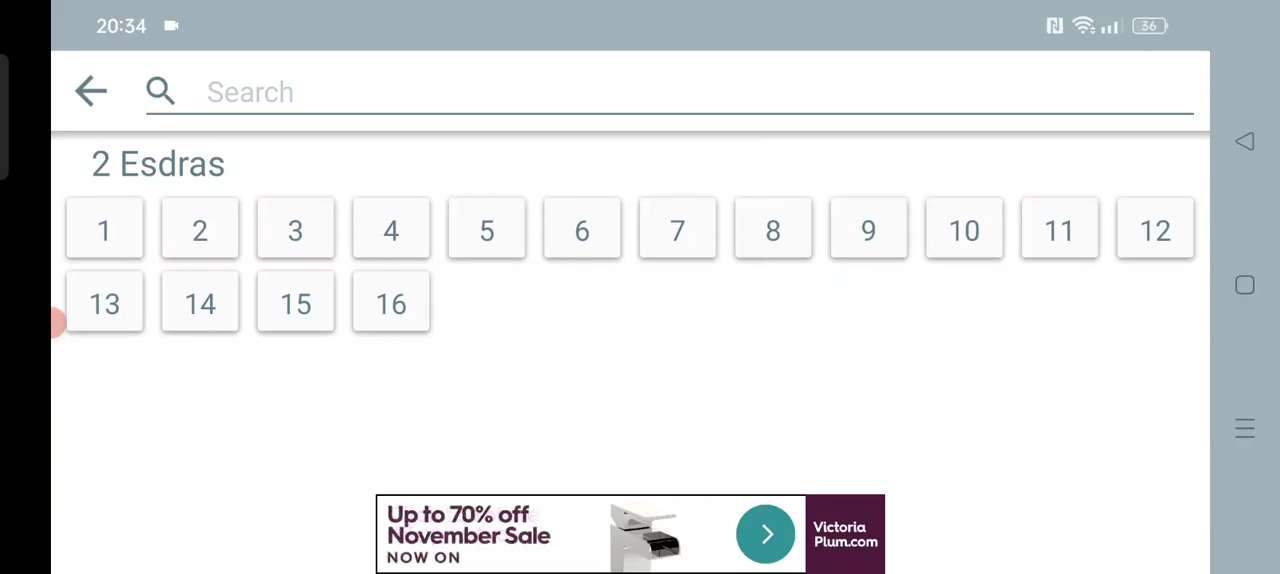 20:34
36
Search
2 Esdras
1 2 3 4 5 6 7 8 9 10 11 12
13 14 15 16
Up to 70% off
November Sale
NOW ON
Victoria
Plum.com